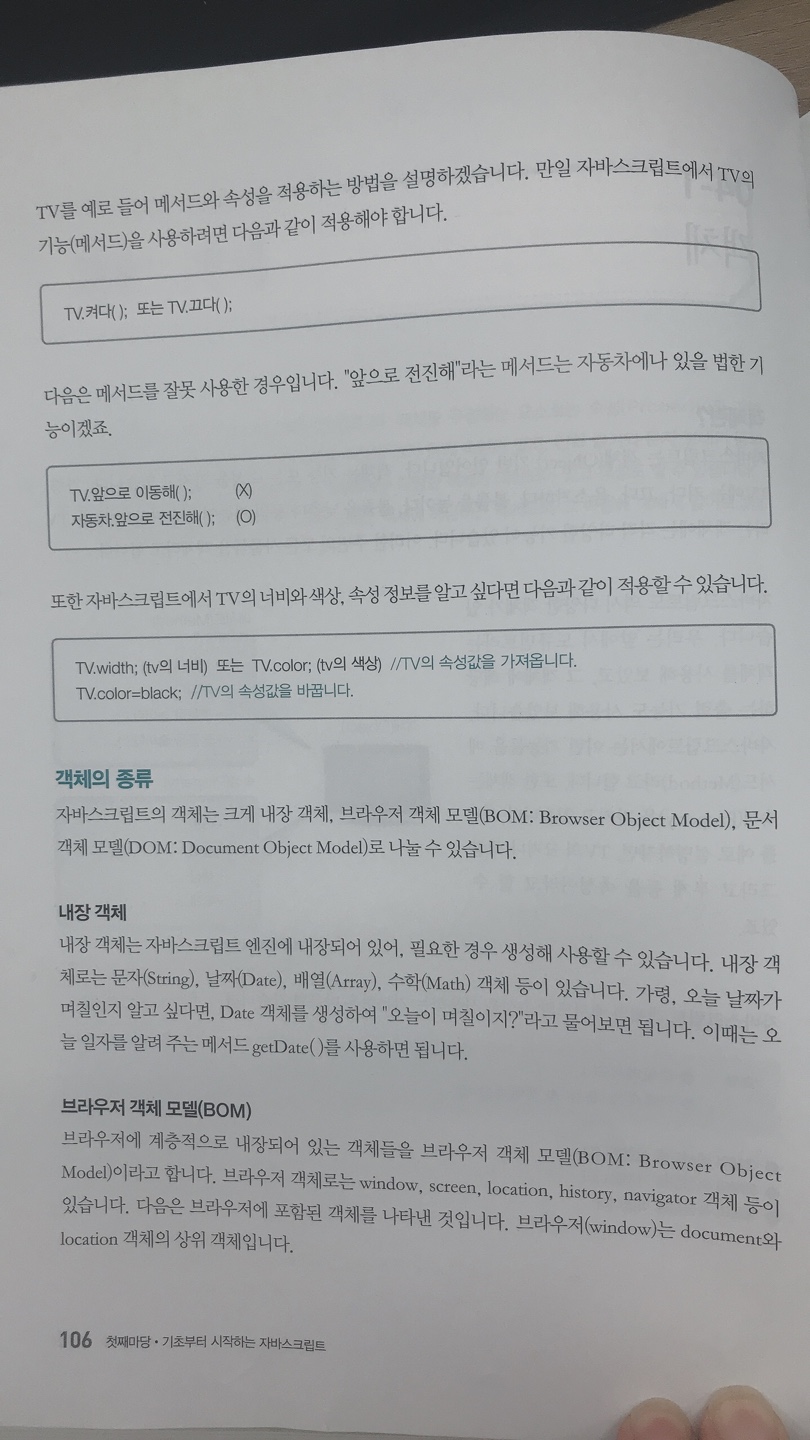 TV를 예로 들어 메서드와 속성을 적용하는 방법을 설명하겠습니다. 만일 자바스크립트에서 TV의
기능(메서드)을 사용하려면 다음과 같이 적용해야 합니다.
TV.켜다( ); 또는 TV.끄다( );
다음은 메서드를 잘못 사용한 경우입니다. "앞으로 전진해"라는 메서드는 자동차에나 있을 법한 기
능이겠죠.
TV.앞으로 이동해( ); (X)
자동차.앞으로 전진해( ); (O)
또한 자바스크립트에서 TV의 너비와 색상, 속성 정보를 알고 싶다면 다음과 같이 적용할 수 있습니다.
TV.width; (tv의 너비) 또는 TV.color; (tv의 색상) //TV의 속성값을 가져옵니다.
TV.color=black; //TV의 속성값을 바꿉니다.
객체의 종류
자바스크립트의 객체는 크게 내장 객체, 브라우저 객체 모델(BOM: Browser Object Model), 문서
객체 모델(DOM: Document Object Model)로 나눌 수 있습니다.
내장 객체
내장 객체는 자바스크립트 엔진에 내장되어 있어, 필요한 경우 생성해 사용할 수 있습니다. 내장 객
체로는 문자(String), 날짜(Date), 배열(Array), 수학(Math) 객체 등이 있습니다. 가령, 오늘 날짜가
며칠인지 알고 싶다면, Date 객체를 생성하여 "오늘이 며칠이지?"라고 물어보면 됩니다. 이때는 오
늘 일자를 알려 주는 메서드 getDate( )를 사용하면 됩니다.
브라우저 객체 모델(BOM)
브라우저에 계층적으로 내장되어 있는 객체들을 브라우저 객체 모델(BOM: Browser Object
Model)이라고 합니다. 브라우저 객체로는 window, screen, location, history, navigator 객체 등이
있습니다. 다음은 브라우저에 포함된 객체를 나타낸 것입니다. 브라우저(window)는 document와
location 객체의 상위 객체입니다.
106 첫째마당 • 기초부터 시작하는 자바스크립트